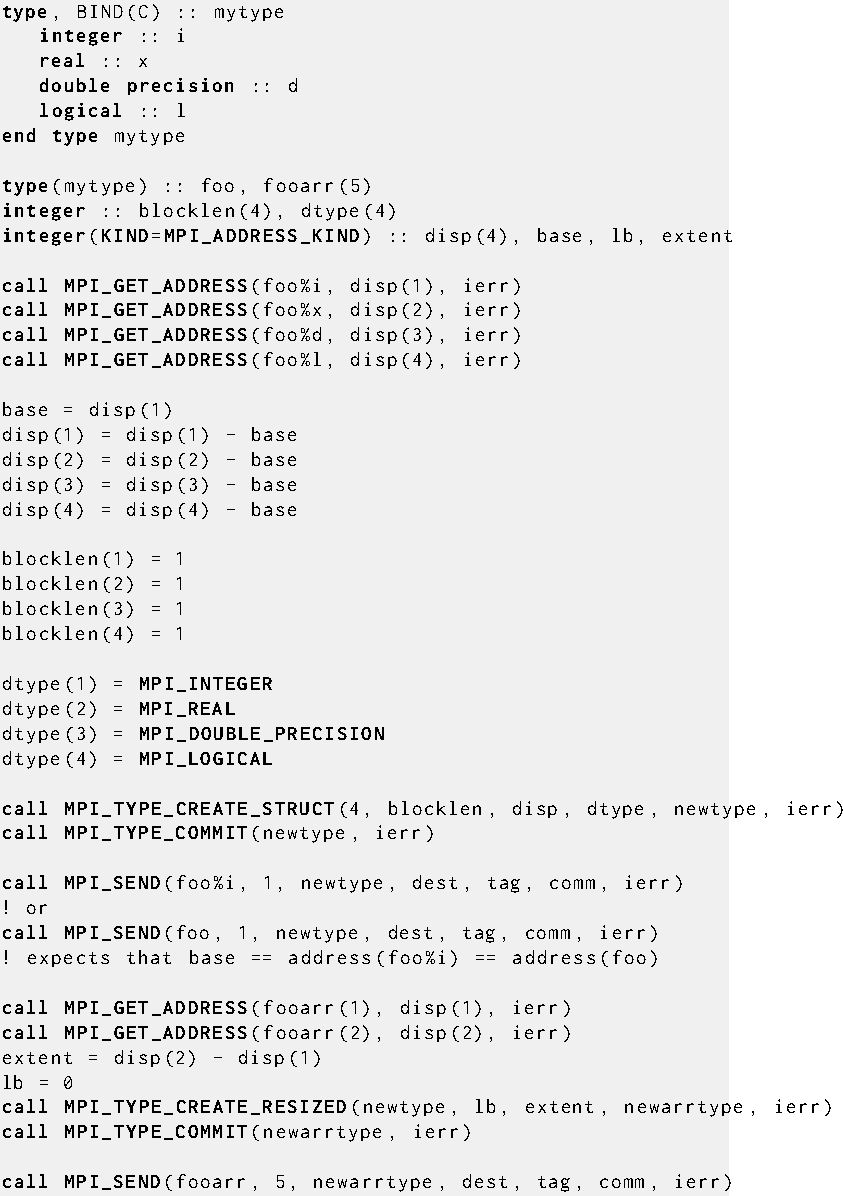 type, BIND(C) :: mytype
   integer :: i
   real :: x
   double precision :: d
   logical :: l
end type mytype

type(mytype) :: foo, fooarr(5)
integer :: blocklen(4), dtype(4)
integer(KIND=MPI_ADDRESS_KIND) :: disp(4), base, lb, extent

call MPI_GET_ADDRESS(foo%i, disp(1), ierr)
call MPI_GET_ADDRESS(foo%x, disp(2), ierr)
call MPI_GET_ADDRESS(foo%d, disp(3), ierr)
call MPI_GET_ADDRESS(foo%l, disp(4), ierr)

base = disp(1)
disp(1) = disp(1) - base
disp(2) = disp(2) - base
disp(3) = disp(3) - base
disp(4) = disp(4) - base

blocklen(1) = 1
blocklen(2) = 1
blocklen(3) = 1
blocklen(4) = 1

dtype(1) = MPI_INTEGER
dtype(2) = MPI_REAL
dtype(3) = MPI_DOUBLE_PRECISION
dtype(4) = MPI_LOGICAL

call MPI_TYPE_CREATE_STRUCT(4, blocklen, disp, dtype, newtype, ierr)
call MPI_TYPE_COMMIT(newtype, ierr)

call MPI_SEND(foo%i, 1, newtype, dest, tag, comm, ierr)
! or
call MPI_SEND(foo, 1, newtype, dest, tag, comm, ierr)
! expects that base == address(foo%i) == address(foo)

call MPI_GET_ADDRESS(fooarr(1), disp(1), ierr)
call MPI_GET_ADDRESS(fooarr(2), disp(2), ierr)
extent = disp(2) - disp(1)
lb = 0
call MPI_TYPE_CREATE_RESIZED(newtype, lb, extent, newarrtype, ierr)
call MPI_TYPE_COMMIT(newarrtype, ierr)

call MPI_SEND(fooarr, 5, newarrtype, dest, tag, comm, ierr)